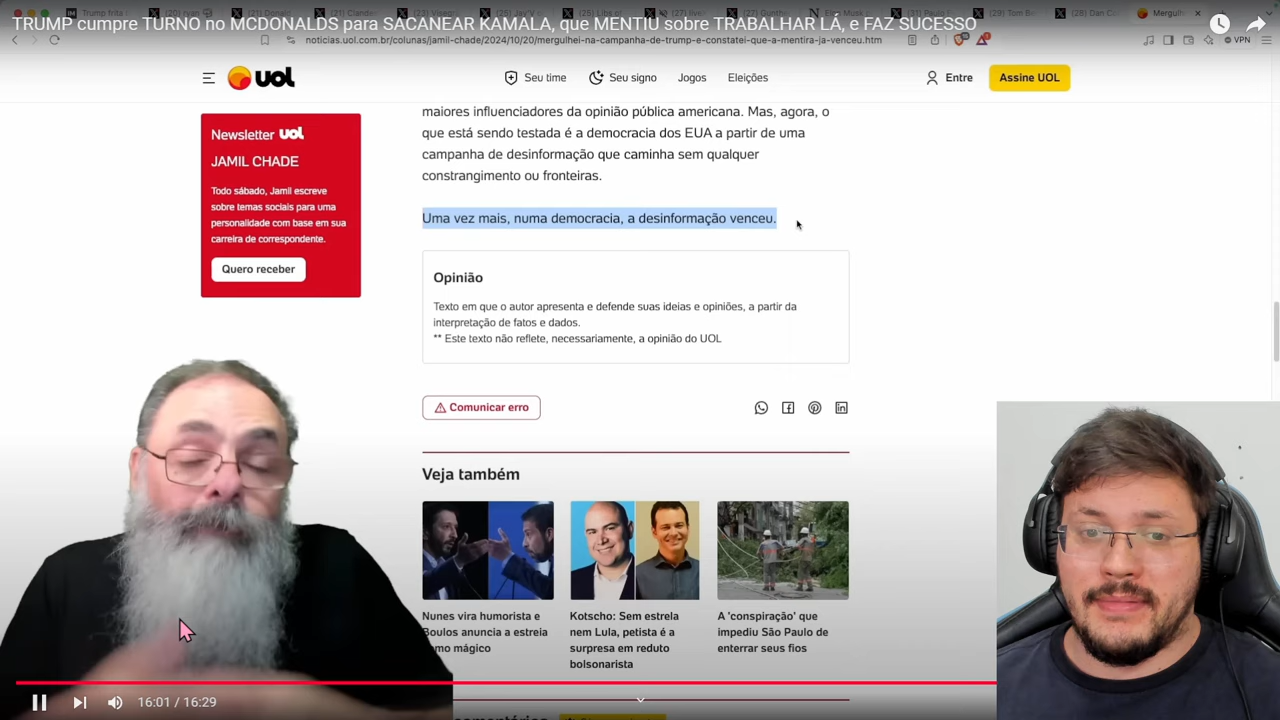 TRUMP cumpre TURNO no MCDONALDS para SACANEAR KAMALA, que MENTIU sobre TRABALHAR LÁ, e FAZ SUCESSO
noticias.uol.com.br/colunas/jamil-chade/2024/10/20/mergulhei-na-campanha-de-trump-e-constatei-que-a-mentira-ja-venceu.htm
VPN
uol
Seu time
Seu signo
Jogos
Eleições
Entre
Assine UOL
Newsletter uol
JAMIL CHADE
Todo sábado, Jamil escreve
sobre temas sociais para uma
personalidade com base em sua
carreira de correspondente.
Quero receber
maiores influenciadores da opinião pública americana. Mas, agora, o
que está sendo testada é a democracia dos EUA a partir de uma
campanha de desinformação que caminha sem qualquer
constrangimento ou fronteiras.
Uma vez mais, numa democracia, a desinformação venceu.
Opinião
Texto em que o autor apresenta e defende suas ideias e opiniões, a partir da
interpretação de fatos e dados.
** Este texto não reflete, necessariamente, a opinião do UOL
Comunicar erro
Veja também
Nunes vira humorista e
Boulos anuncia a estreia
como mágico
Kotscho: Sem estrela
nem Lula, petista é a
surpresa em reduto
bolsonarista
A 'conspiração' que
impediu São Paulo de
enterrar seus fios
16:01 / 16:29